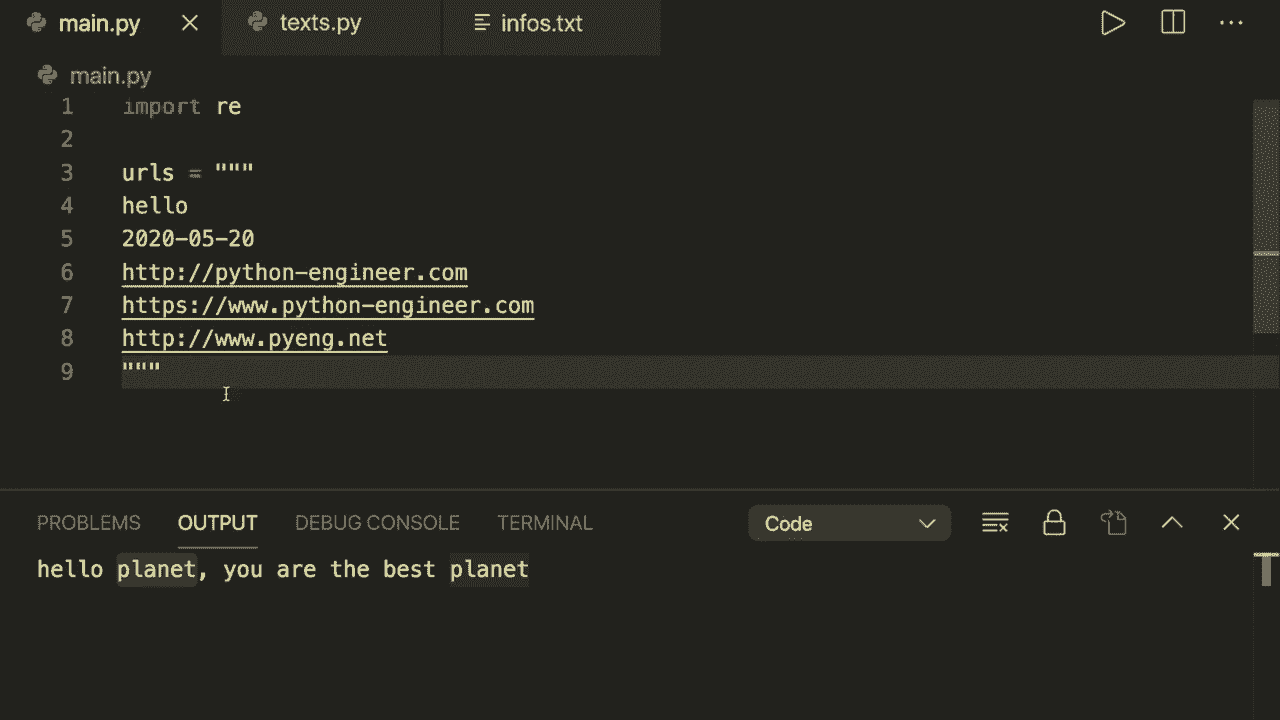 main.py texts.py infos.txt
main.py
1 import re
2
3 urls = """
4 hello
5 2020-05-20
6 http://python-engineer.com
7 https://www.python-engineer.com
8 http://www.pyeng.net
9 """
PROBLEMS OUTPUT DEBUG CONSOLE TERMINAL Code
hello planet, you are the best planet